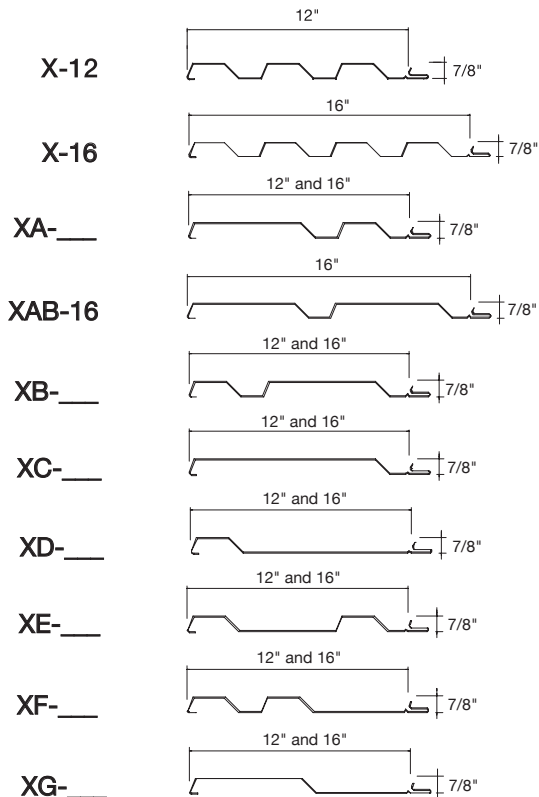 12"
X-12
7/8"
16"
X-16
7/8"
12" and 16"
XA-___
7/8"
16"
XAB-16
7/8"
12" and 16"
XB-___
7/8"
12" and 16"
XC-___
7/8"
12" and 16"
XD-___
7/8"
12" and 16"
XE-___
7/8"
12" and 16"
XF-___
7/8"
12" and 16"
XG-___
7/8"